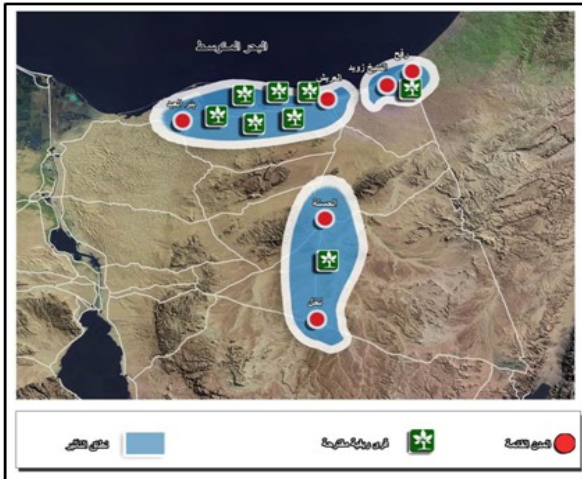 البحر المتوسط
رفح
الشيخ زويد
العريش
بئر العبد
الحسنة
نخل
المدن القائمة
قرى ريفية مقترحة
نطاق التأثير